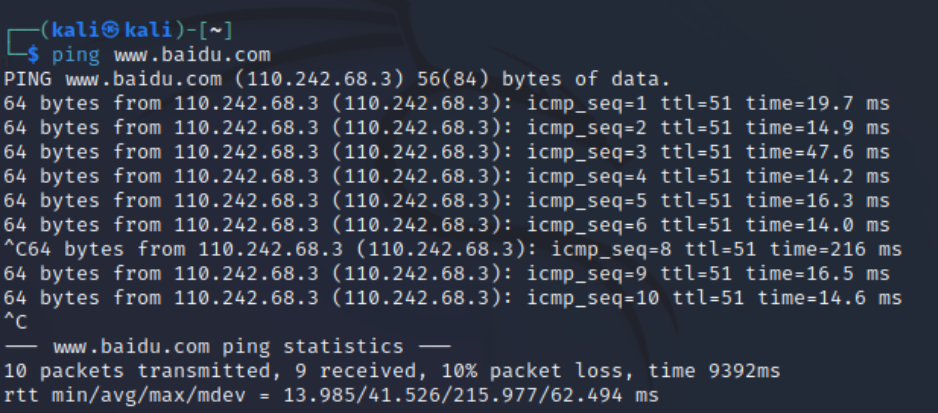 ┌──(kali㉿kali)-[~]
└─$ ping www.baidu.com
PING www.baidu.com (110.242.68.3) 56(84) bytes of data.
64 bytes from 110.242.68.3 (110.242.68.3): icmp_seq=1 ttl=51 time=19.7 ms
64 bytes from 110.242.68.3 (110.242.68.3): icmp_seq=2 ttl=51 time=14.9 ms
64 bytes from 110.242.68.3 (110.242.68.3): icmp_seq=3 ttl=51 time=47.6 ms
64 bytes from 110.242.68.3 (110.242.68.3): icmp_seq=4 ttl=51 time=14.2 ms
64 bytes from 110.242.68.3 (110.242.68.3): icmp_seq=5 ttl=51 time=16.3 ms
64 bytes from 110.242.68.3 (110.242.68.3): icmp_seq=6 ttl=51 time=14.0 ms
^C64 bytes from 110.242.68.3 (110.242.68.3): icmp_seq=8 ttl=51 time=216 ms
64 bytes from 110.242.68.3 (110.242.68.3): icmp_seq=9 ttl=51 time=16.5 ms
64 bytes from 110.242.68.3 (110.242.68.3): icmp_seq=10 ttl=51 time=14.6 ms
^C
--- www.baidu.com ping statistics ---
10 packets transmitted, 9 received, 10% packet loss, time 9392ms
rtt min/avg/max/mdev = 13.985/41.526/215.977/62.494 ms